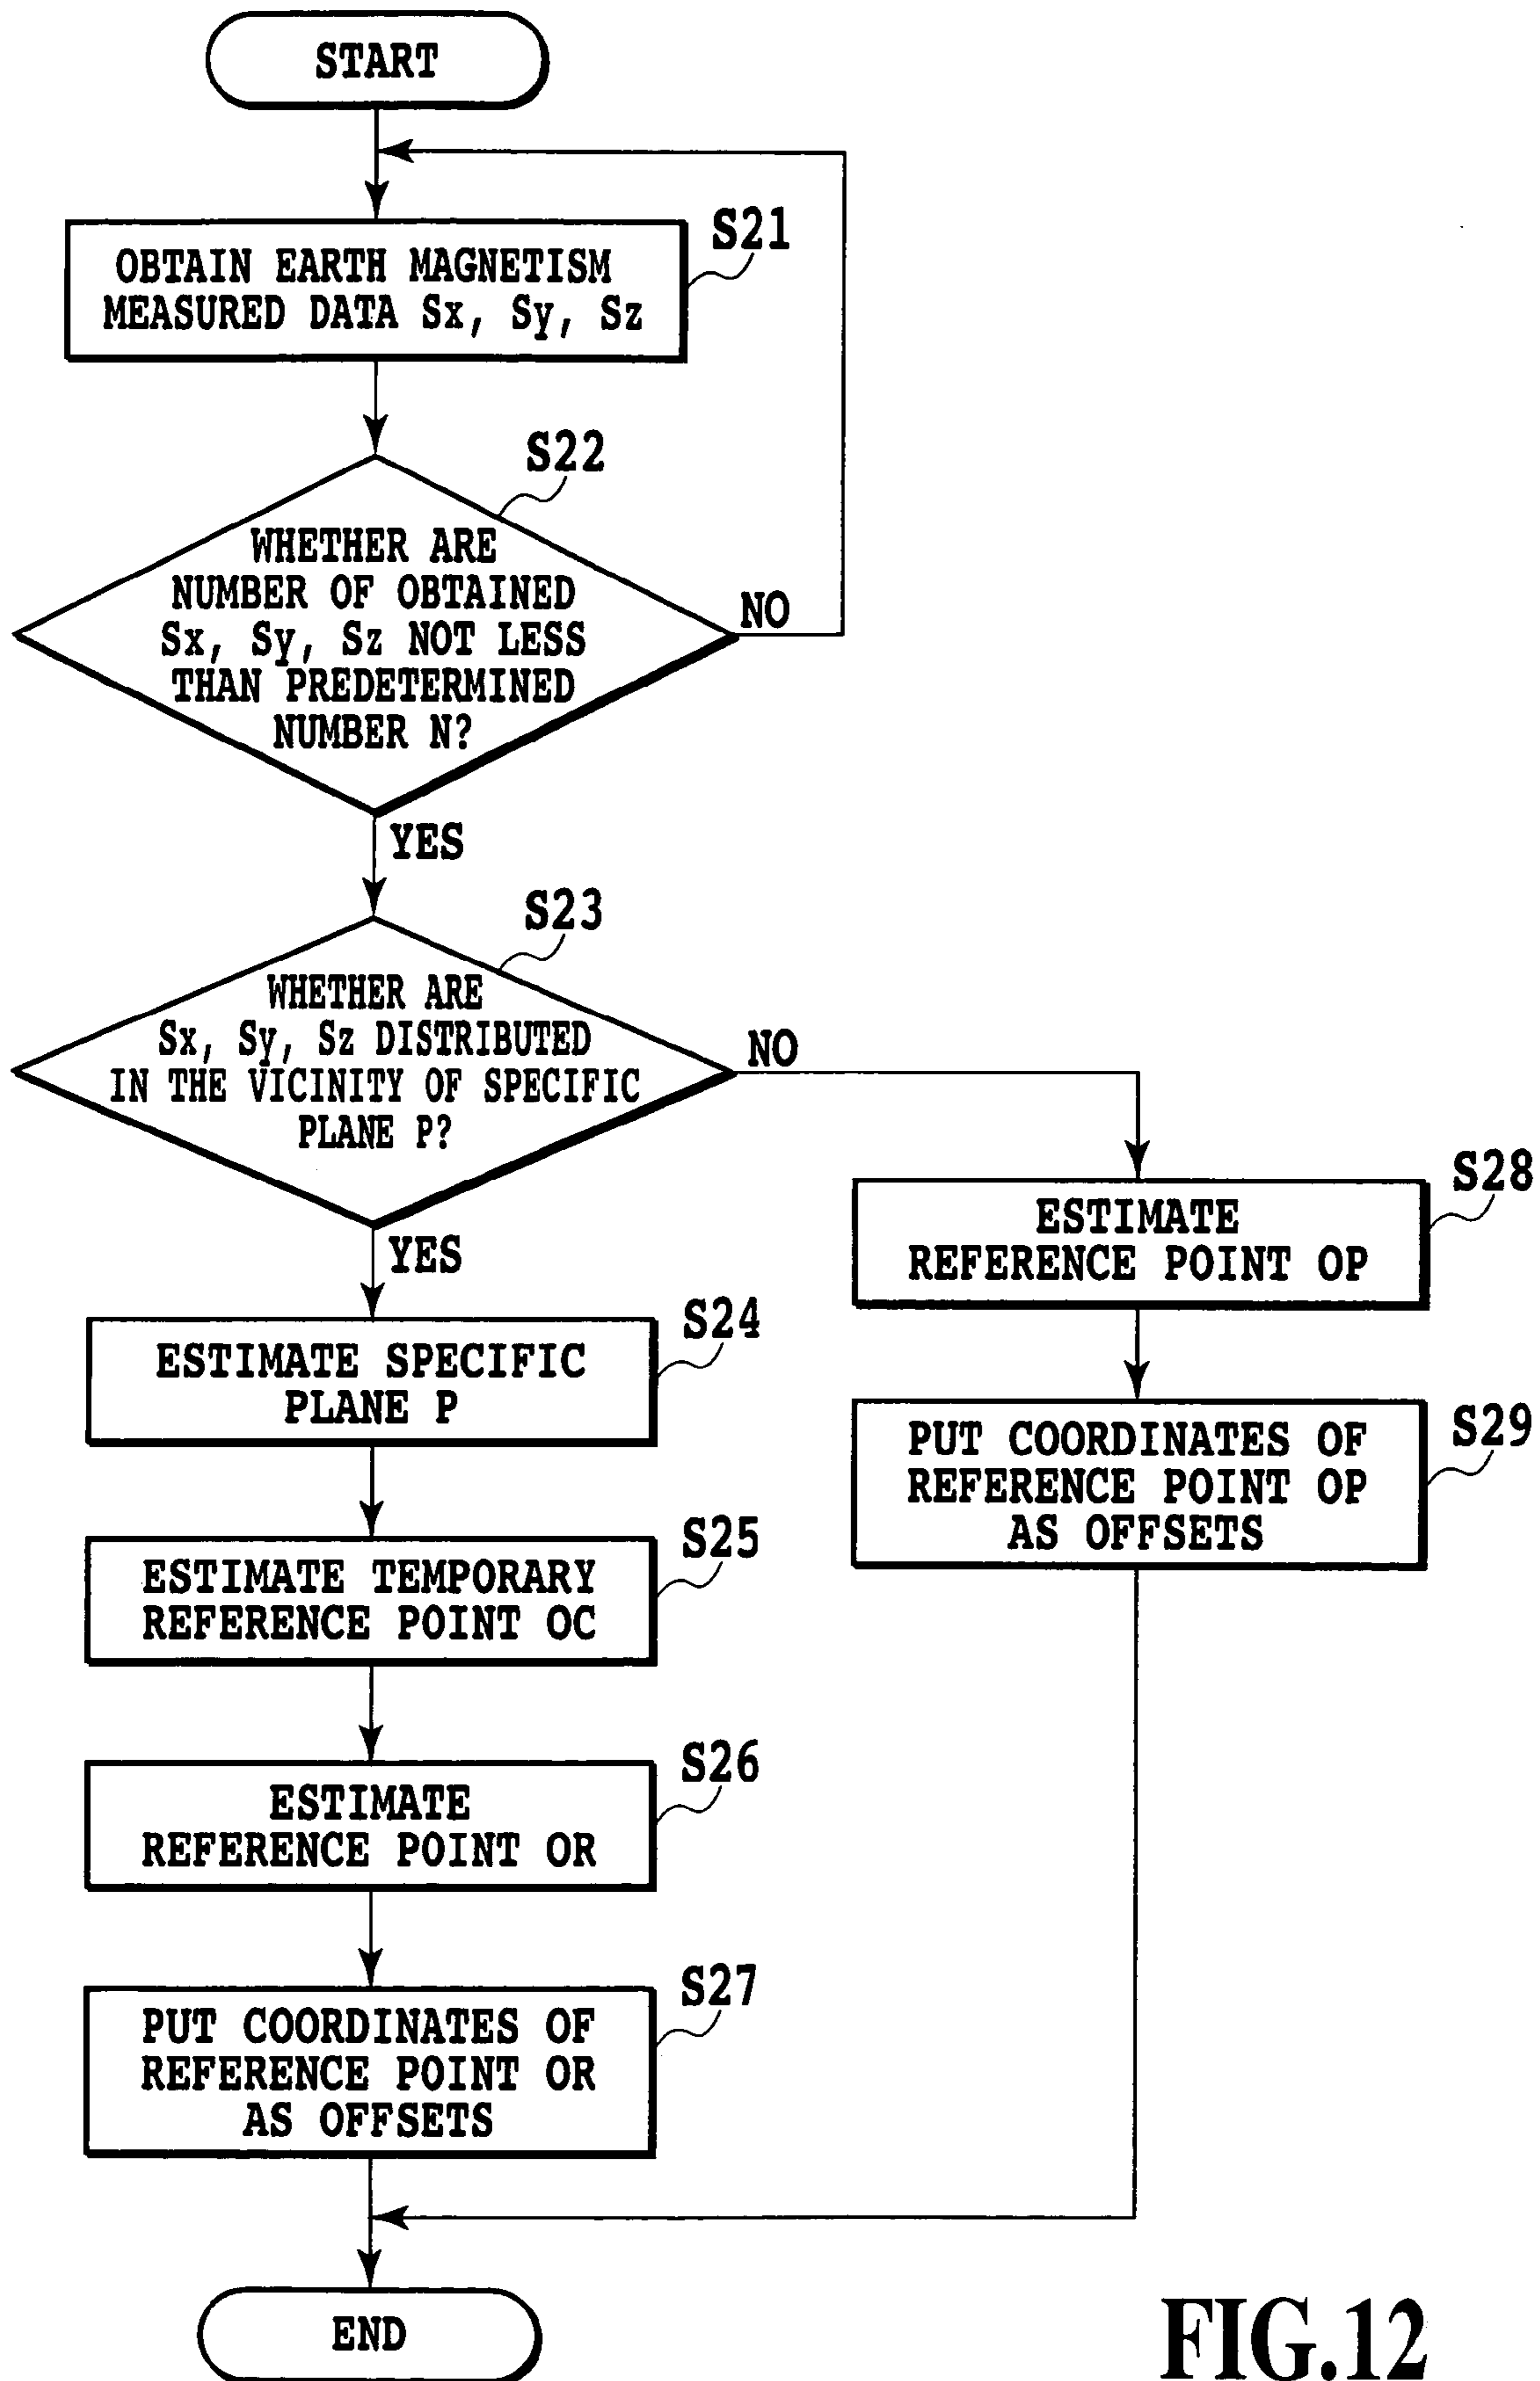 START
S21
OBTAIN EARTH MAGNETISM
MEASURED DATA Sx, Sy, Sz
S22
WHETHER ARE
NUMBER OF OBTAINED
Sx, Sy, Sz NOT LESS
THAN PREDETERMINED
NUMBER N?
NO
YES
S23
WHETHER ARE
Sx, Sy, Sz DISTRIBUTED
IN THE VICINITY OF SPECIFIC
PLANE P?
NO
YES
S24
ESTIMATE SPECIFIC
PLANE P
S25
ESTIMATE TEMPORARY
REFERENCE POINT OC
S26
ESTIMATE
REFERENCE POINT OR
S27
PUT COORDINATES OF
REFERENCE POINT OR
AS OFFSETS
S28
ESTIMATE
REFERENCE POINT OP
S29
PUT COORDINATES OF
REFERENCE POINT OP
AS OFFSETS
END
FIG.12